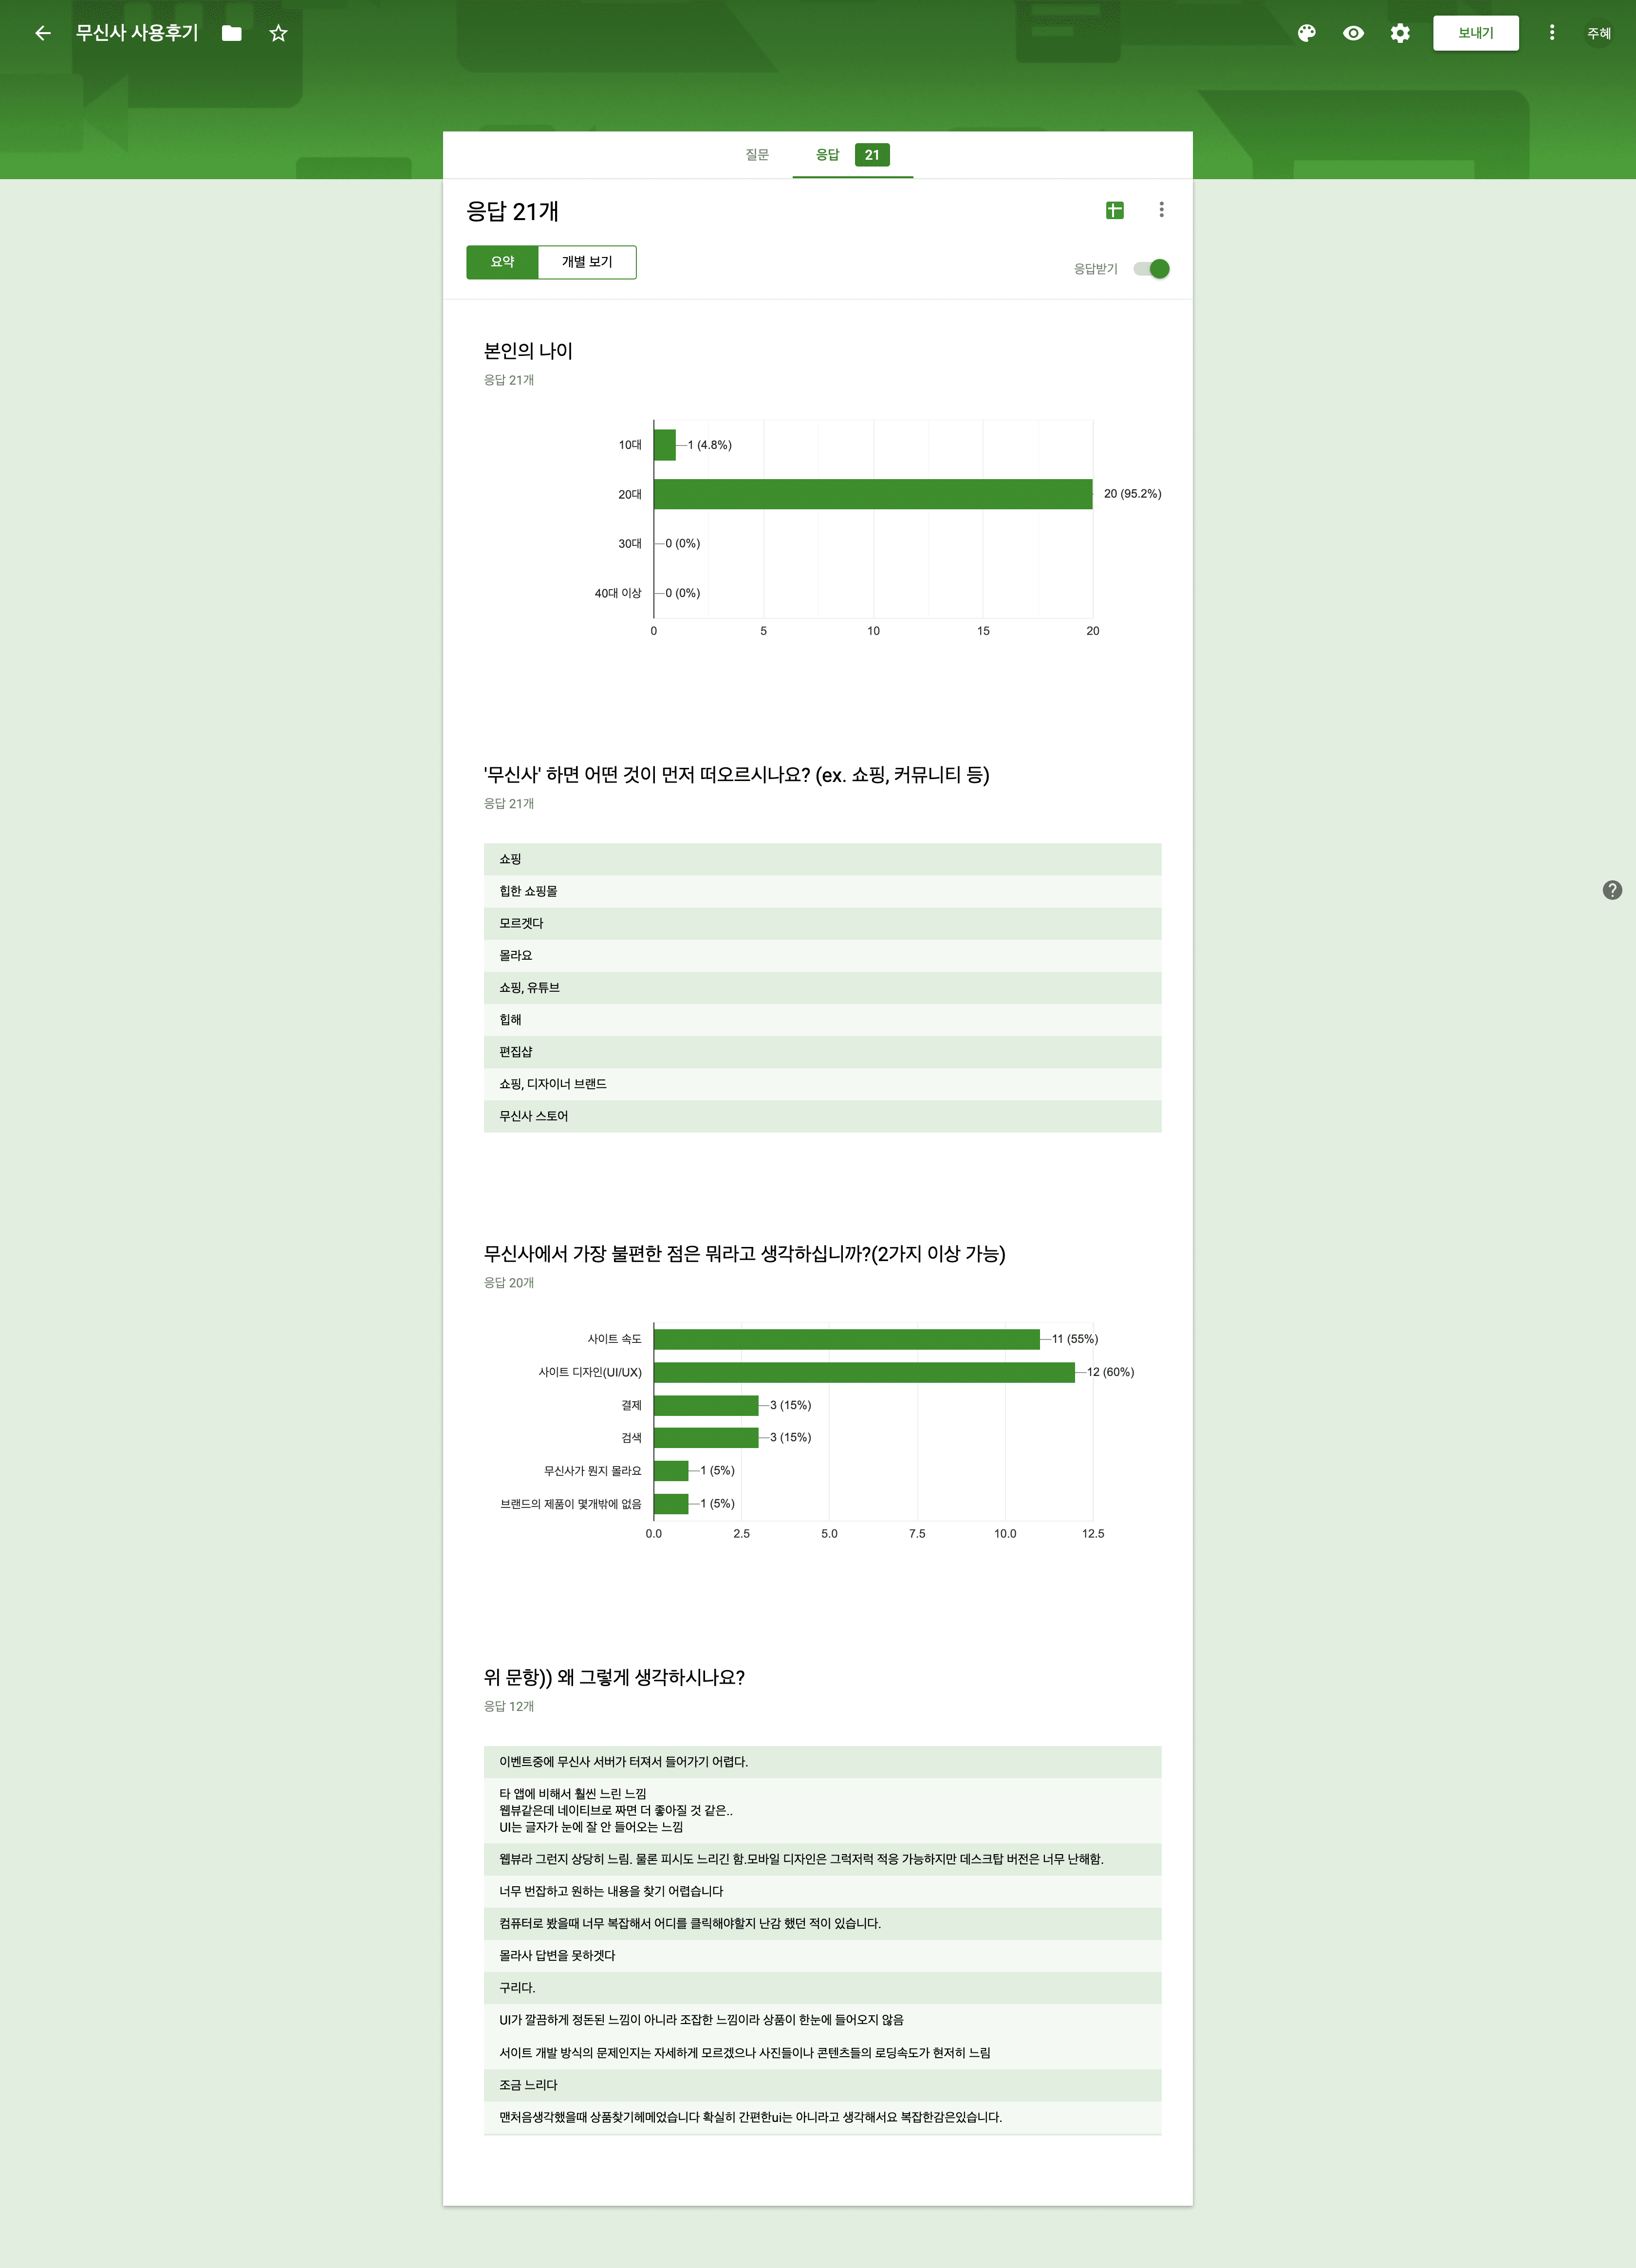 무신사 사용후기
보내기
주혜
질문
응답 21
응답 21개
요약
개별 보기
응답받기
본인의 나이
응답 21개
10대
1 (4.8%)
20대
20 (95.2%)
30대
0 (0%)
40대 이상
0 (0%)
0 5 10 15 20
'무신사' 하면 어떤 것이 먼저 떠오르시나요? (ex. 쇼핑, 커뮤니티 등)
응답 21개
쇼핑
힙한 쇼핑몰
모르겟다
몰라요
쇼핑, 유튜브
힙해
편집샵
쇼핑, 디자이너 브랜드
무신사 스토어
무신사에서 가장 불편한 점은 뭐라고 생각하십니까?(2가지 이상 가능)
응답 20개
사이트 속도
11 (55%)
사이트 디자인(UI/UX)
12 (60%)
결제
3 (15%)
검색
3 (15%)
무신사가 뭔지 몰라요
1 (5%)
브랜드의 제품이 몇개밖에 없음
1 (5%)
0.0 2.5 5.0 7.5 10.0 12.5
위 문항)) 왜 그렇게 생각하시나요?
응답 12개
이벤트중에 무신사 서버가 터져서 들어가기 어렵다.
타 앱에 비해서 훨씬 느린 느낌
웹뷰같은데 네이티브로 짜면 더 좋아질 것 같은..
UI는 글자가 눈에 잘 안 들어오는 느낌
웹뷰라 그런지 상당히 느림. 물론 피시도 느리긴 함.모바일 디자인은 그럭저럭 적응 가능하지만 데스크탑 버전은 너무 난해함.
너무 번잡하고 원하는 내용을 찾기 어렵습니다
컴퓨터로 봤을때 너무 복잡해서 어디를 클릭해야할지 난감 했던 적이 있습니다.
몰라사 답변을 못하겟다
구리다.
UI가 깔끔하게 정돈된 느낌이 아니라 조잡한 느낌이라 상품이 한눈에 들어오지 않음
서이트 개발 방식의 문제인지는 자세하게 모르겠으나 사진들이나 콘텐츠들의 로딩속도가 현저히 느림
조금 느리다
맨처음생각했을때 상품찾기헤메었습니다 확실히 간편한ui는 아니라고 생각해서요 복잡한감은있습니다.